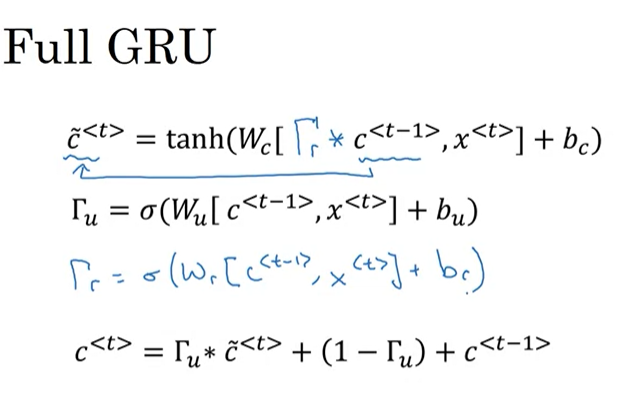 Full GRU
c̃^<t> = tanh(W_c[ Γ_r * c^<t−1>, x^<t>] + b_c)
Γ_u = σ(W_u[ c^<t−1>, x^<t>] + b_u)
Γ_r = σ(W_r[ c^<t−1>, x^<t>] + b_r)
c^<t> = Γ_u * c̃^<t> + (1 − Γ_u) + c^<t−1>